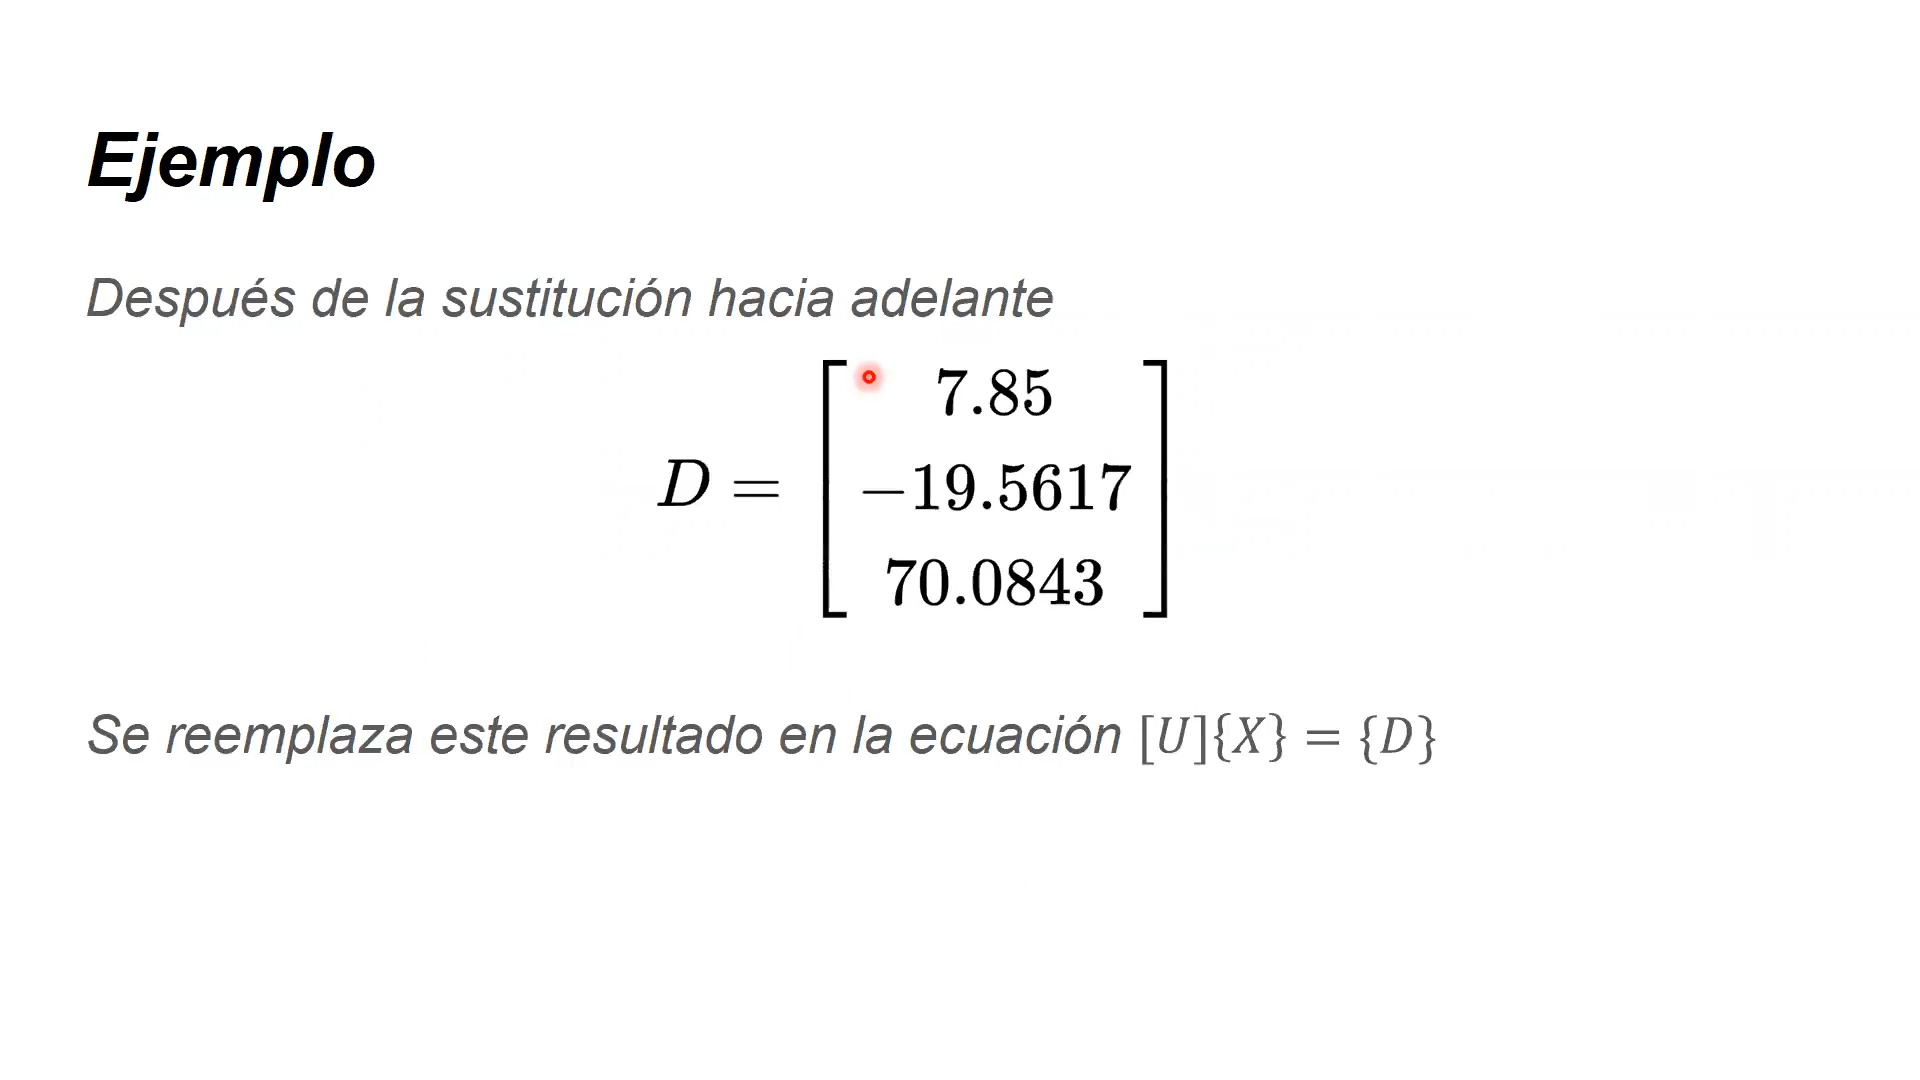 Ejemplo
Después de la sustitución hacia adelante
7.85
D = −19.5617
70.0843
Se reemplaza este resultado en la ecuación [U]{X} = {D}